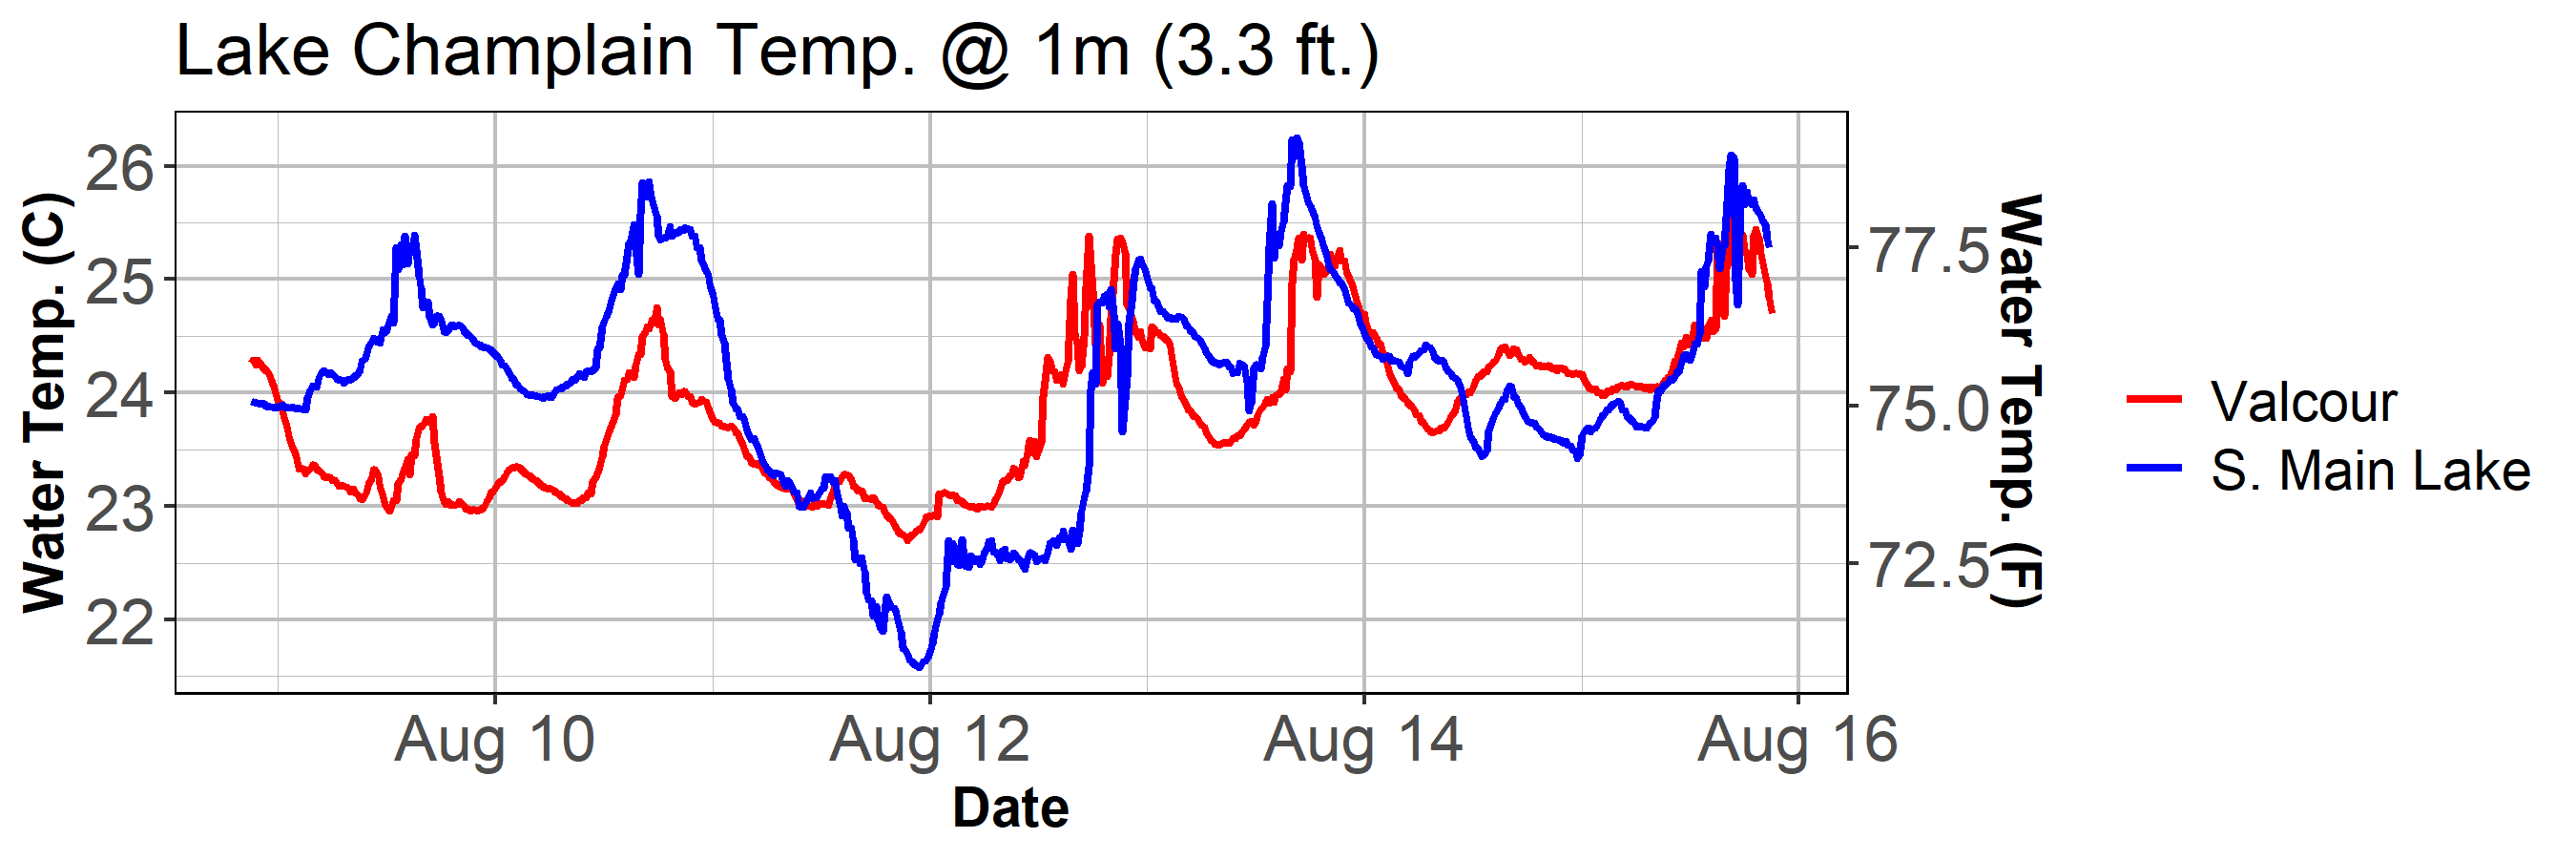 Lake Champlain Temp. @ 1m (3.3 ft.)
Water Temp. (C)
26
25
24
23
22
77.5
75.0
72.5
Water Temp. (F)
Valcour
S. Main Lake
Aug 10
Aug 12
Aug 14
Aug 16
Date